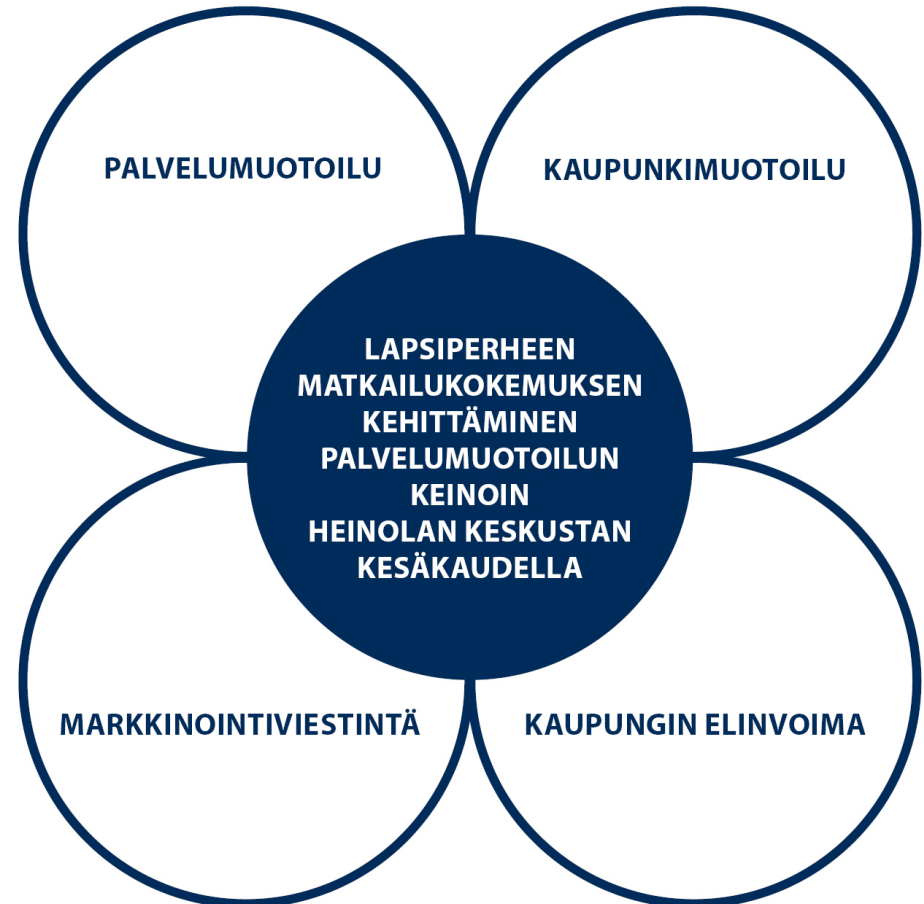 PALVELUMUOTOILU
KAUPUNKIMUOTOILU
LAPSIPERHEEN
MATKAILUKOKEMUKSEN
KEHITTÄMINEN
PALVELUMUOTOILUN
KEINOIN
HEINOLAN KESKUSTAN
KESÄKAUDELLA
MARKKINOINTIVIESTINTÄ
KAUPUNGIN ELINVOIMA